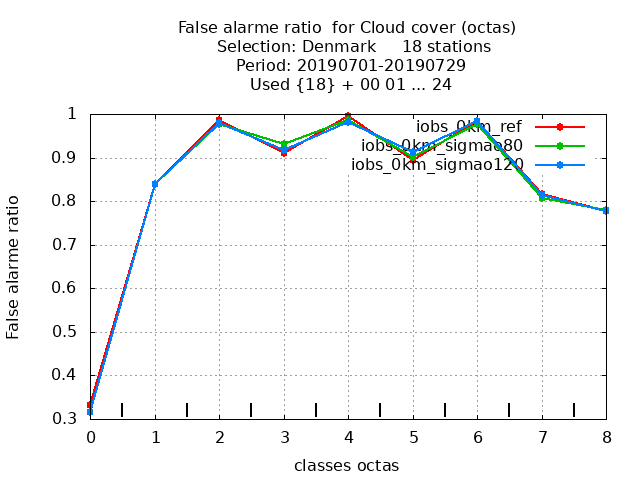 False alarme ratio  for Cloud cover (octas)
Selection: Denmark     18 stations
Period: 20190701-20190729
Used {18} + 00 01 ... 24
iobs_0km_ref
iobs_0km_sigmao80
iobs_0km_sigmao120
False alarme ratio
1
0.9
0.8
0.7
0.6
0.5
0.4
0.3
0 1 2 3 4 5 6 7 8
classes octas